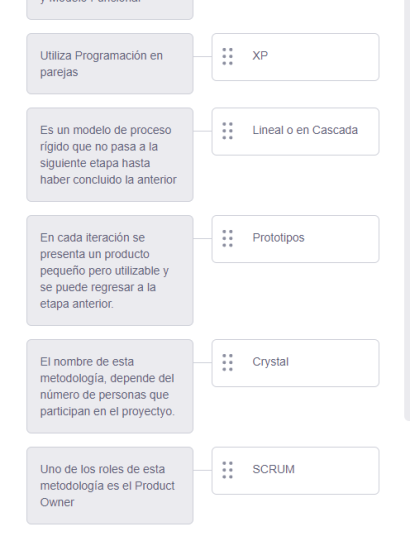 y Modelo Funcional
Utiliza Programación en
parejas
XP
Es un modelo de proceso
rígido que no pasa a la
siguiente etapa hasta
haber concluido la anterior
Lineal o en Cascada
En cada iteración se
presenta un producto
pequeño pero utilizable y
se puede regresar a la
etapa anterior.
Prototipos
El nombre de esta
metodología, depende del
número de personas que
participan en el proyectyo.
Crystal
Uno de los roles de esta
metodología es el Product
Owner
SCRUM